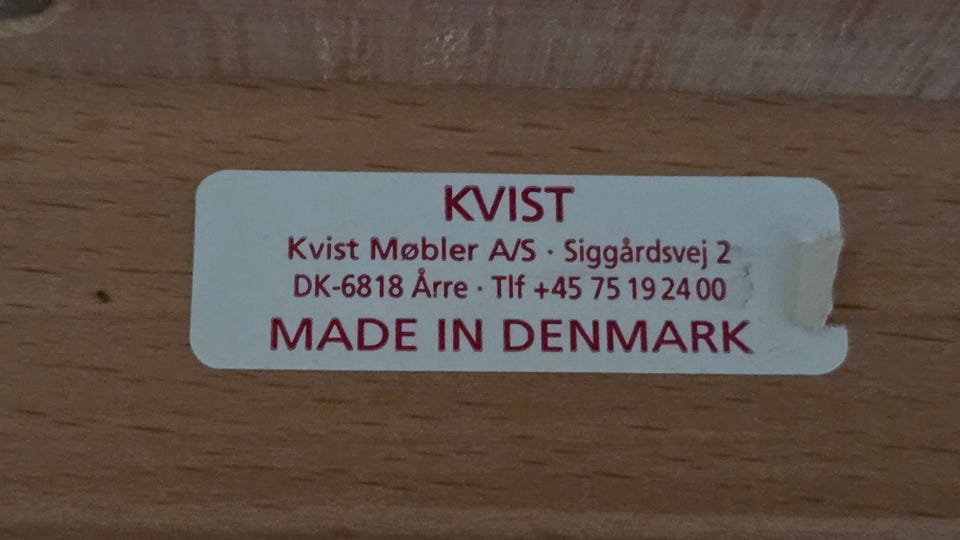 KVIST
Kvist Møbler A/S · Siggårdsvej 2
DK-6818 Årre · Tlf +45 75 19 24 00
MADE IN DENMARK